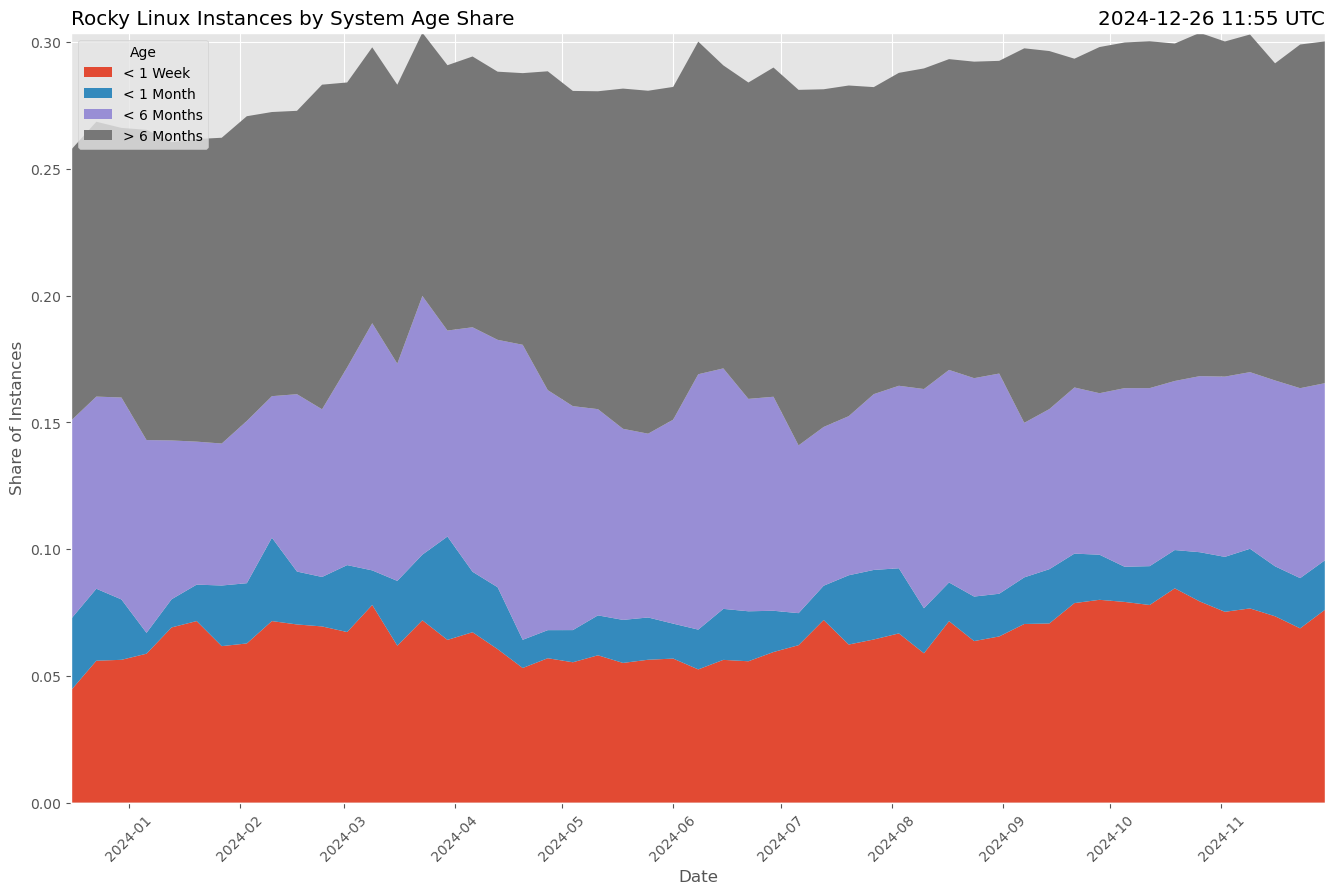 Rocky Linux Instances by System Age Share
2024-12-26 11:55 UTC
Age
< 1 Week
< 1 Month
< 6 Months
> 6 Months
0.30
0.25
0.20
0.15
0.10
0.05
0.00
Share of Instances
2024-01
2024-02
2024-03
2024-04
2024-05
2024-06
2024-07
2024-08
2024-09
2024-10
2024-11
Date